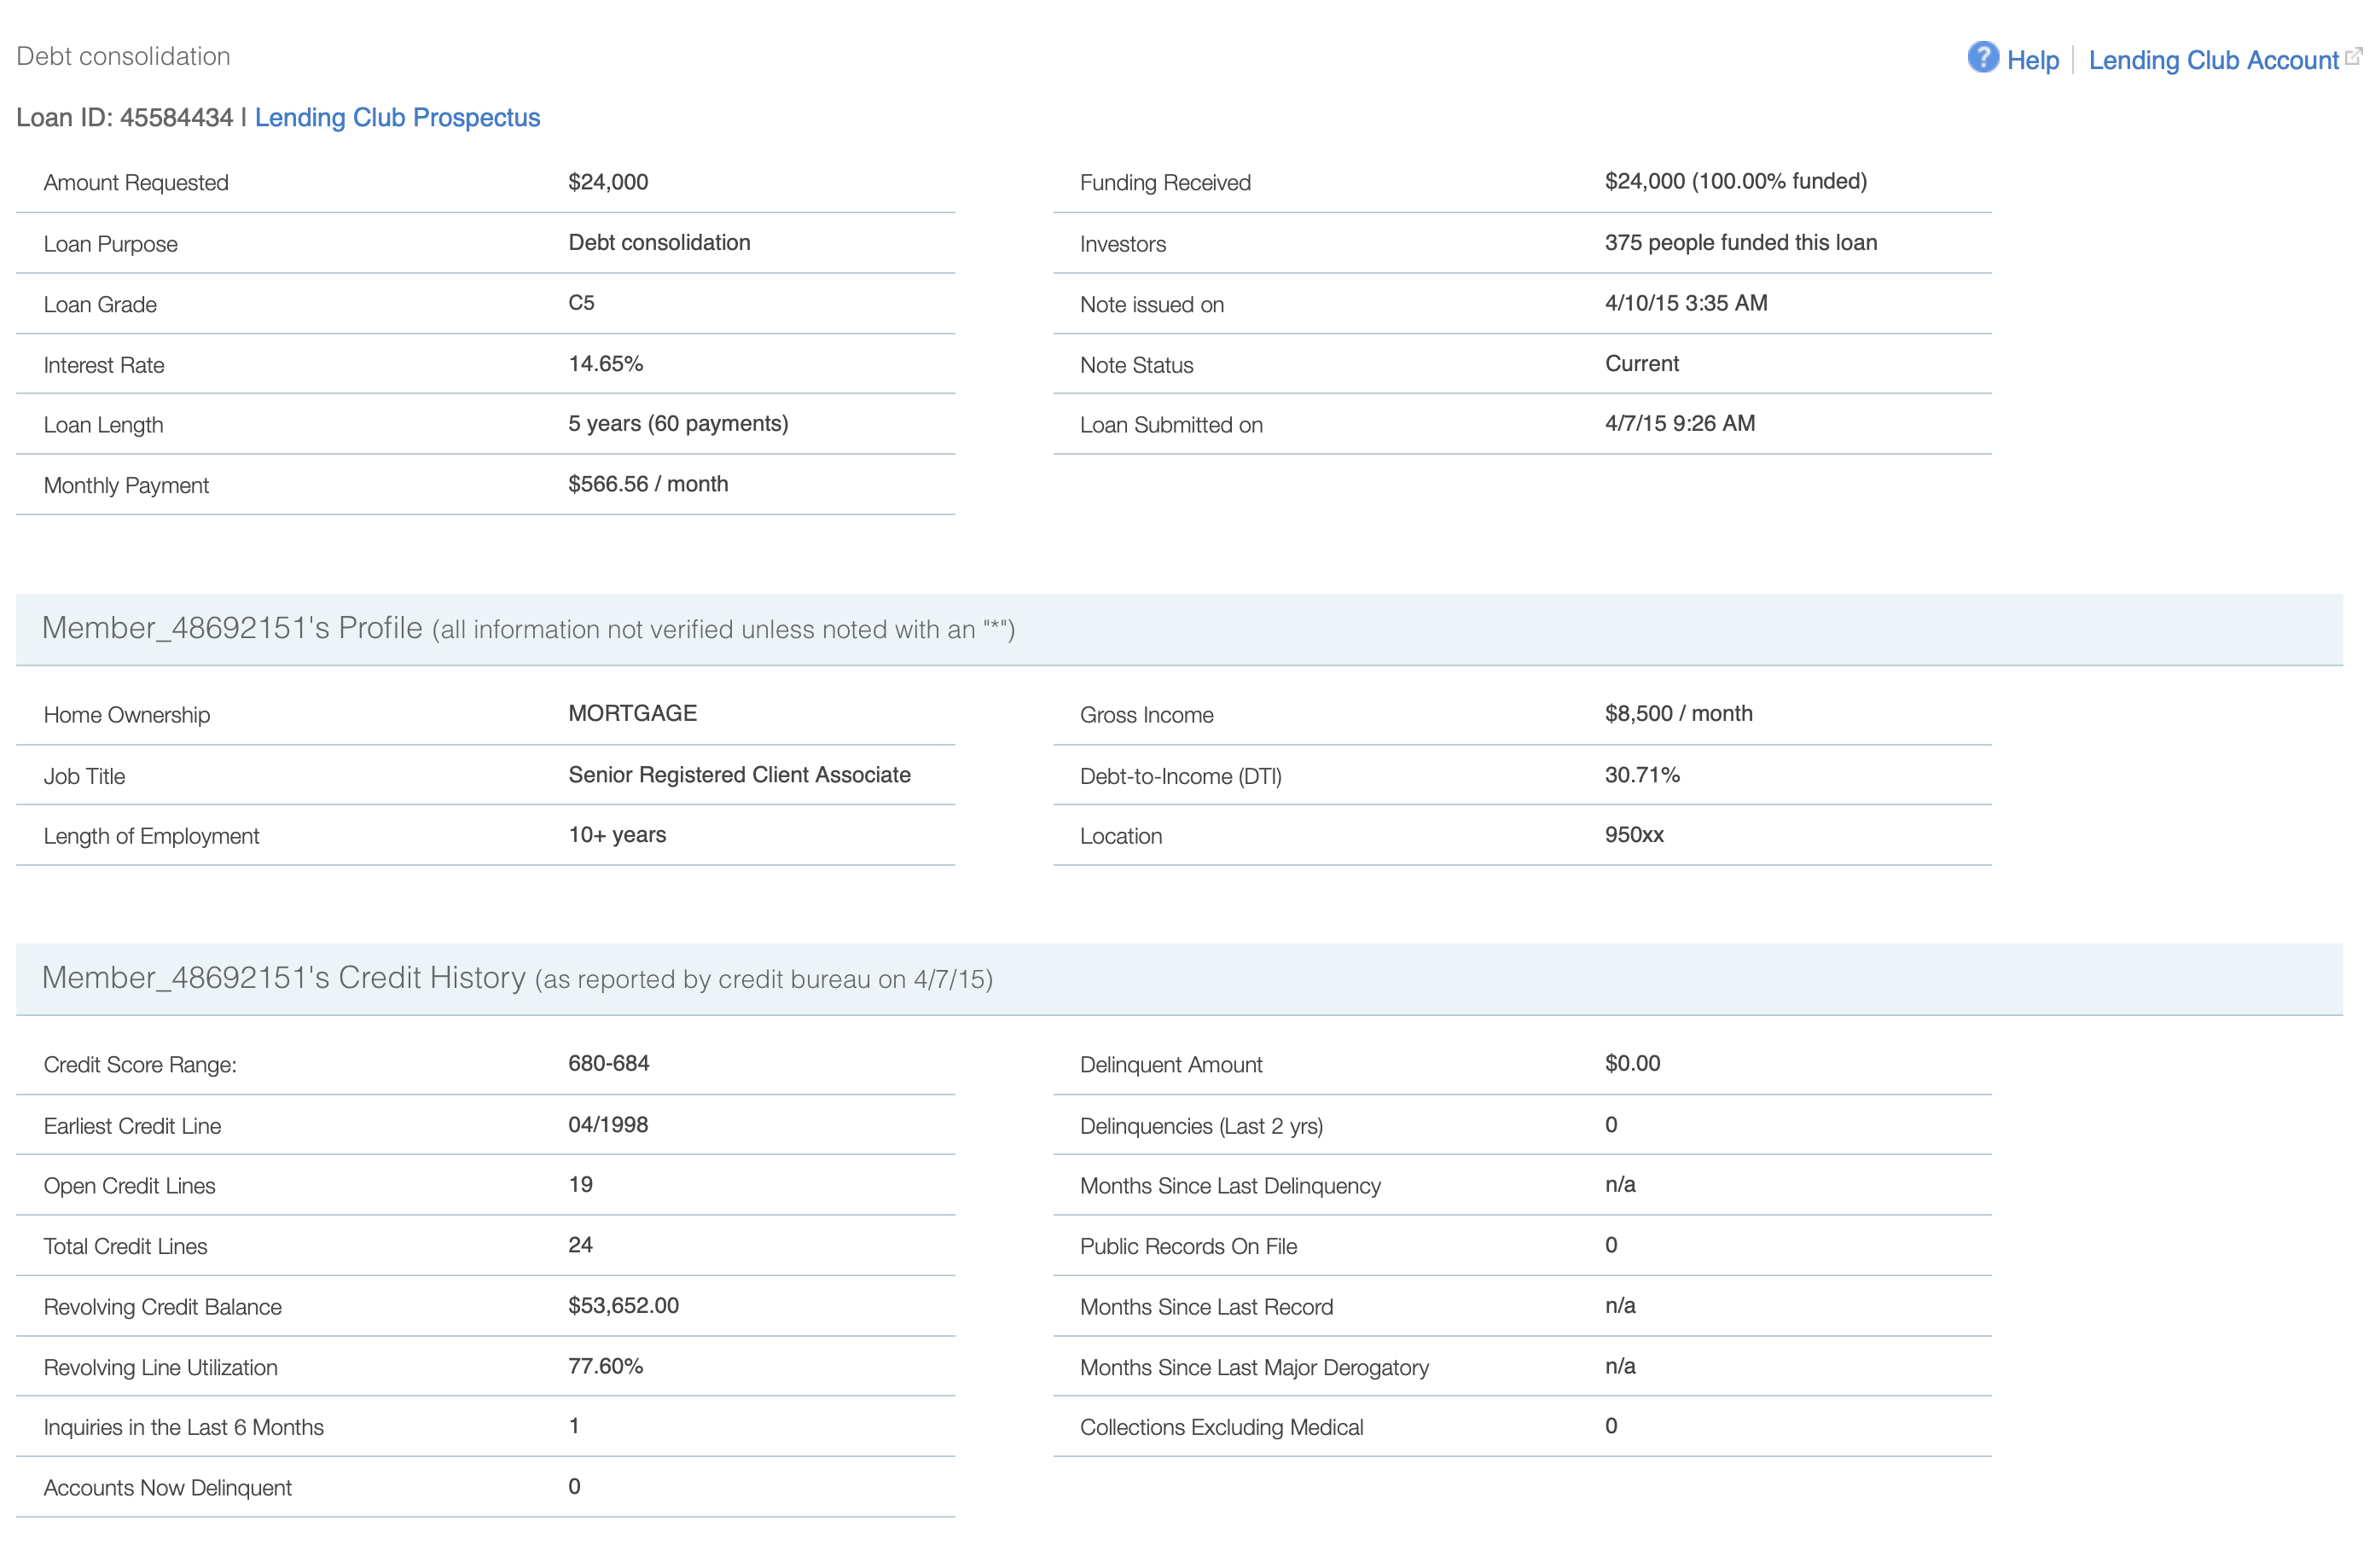 Debt consolidation
? Help | Lending Club Account
Loan ID: 45584434 | Lending Club Prospectus
Amount Requested $24,000 Funding Received $24,000 (100.00% funded)
Loan Purpose Debt consolidation Investors 375 people funded this loan
Loan Grade C5 Note issued on 4/10/15 3:35 AM
Interest Rate 14.65% Note Status Current
Loan Length 5 years (60 payments) Loan Submitted on 4/7/15 9:26 AM
Monthly Payment $566.56 / month
Member_48692151's Profile (all information not verified unless noted with an "*")
Home Ownership MORTGAGE Gross Income $8,500 / month
Job Title Senior Registered Client Associate Debt-to-Income (DTI) 30.71%
Length of Employment 10+ years Location 950xx
Member_48692151's Credit History (as reported by credit bureau on 4/7/15)
Credit Score Range: 680-684 Delinquent Amount $0.00
Earliest Credit Line 04/1998 Delinquencies (Last 2 yrs) 0
Open Credit Lines 19 Months Since Last Delinquency n/a
Total Credit Lines 24 Public Records On File 0
Revolving Credit Balance $53,652.00 Months Since Last Record n/a
Revolving Line Utilization 77.60% Months Since Last Major Derogatory n/a
Inquiries in the Last 6 Months 1 Collections Excluding Medical 0
Accounts Now Delinquent 0